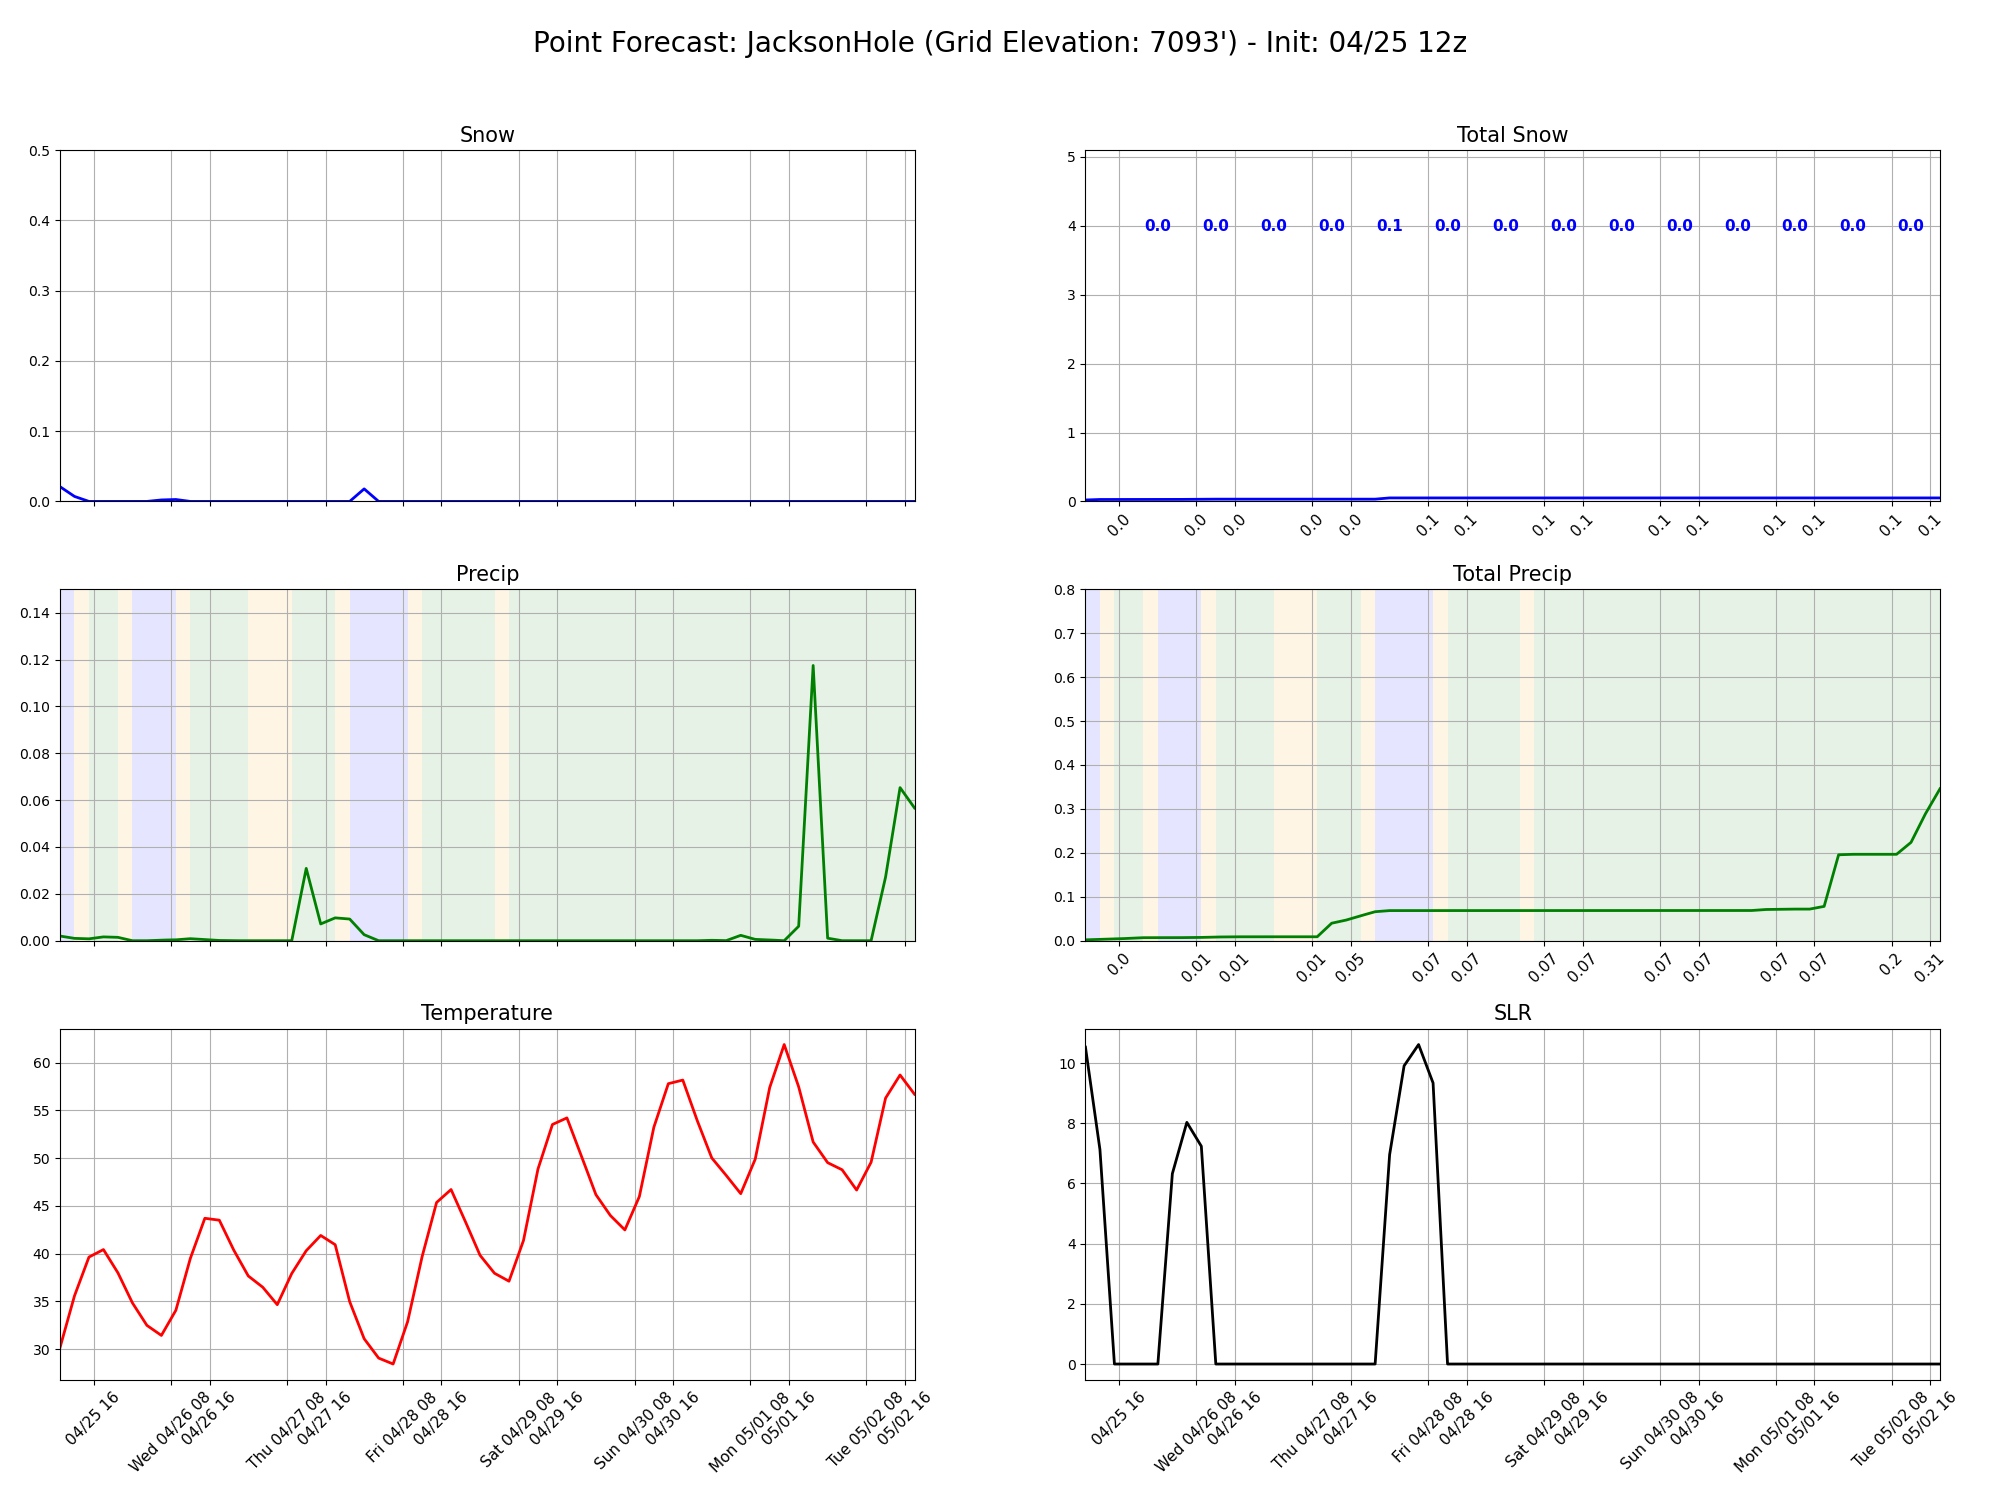 Point Forecast: JacksonHole (Grid Elevation: 7093') - Init: 04/25 12z
Snow
0.5
0.4
0.3
0.2
0.1
0.0
Total Snow
5
4
3
2
1
0
0.0 0.0 0.0 0.0 0.1 0.0 0.0 0.0 0.0 0.0 0.0 0.0 0.0 0.0
0.0 0.0 0.0 0.0 0.0 0.1 0.1 0.1 0.1 0.1 0.1 0.1 0.1 0.1 0.1
Precip
0.14
0.12
0.10
0.08
0.06
0.04
0.02
0.00
Total Precip
0.8
0.7
0.6
0.5
0.4
0.3
0.2
0.1
0.0
0.0 0.01 0.01 0.01 0.05 0.07 0.07 0.07 0.07 0.07 0.07 0.07 0.07 0.2 0.31
Temperature
60
55
50
45
40
35
30
04/25 16
Wed 04/26 08
04/26 16
Thu 04/27 08
04/27 16
Fri 04/28 08
04/28 16
Sat 04/29 08
04/29 16
Sun 04/30 08
04/30 16
Mon 05/01 08
05/01 16
Tue 05/02 08
05/02 16
SLR
10
8
6
4
2
0
04/25 16
Wed 04/26 08
04/26 16
Thu 04/27 08
04/27 16
Fri 04/28 08
04/28 16
Sat 04/29 08
04/29 16
Sun 04/30 08
04/30 16
Mon 05/01 08
05/01 16
Tue 05/02 08
05/02 16